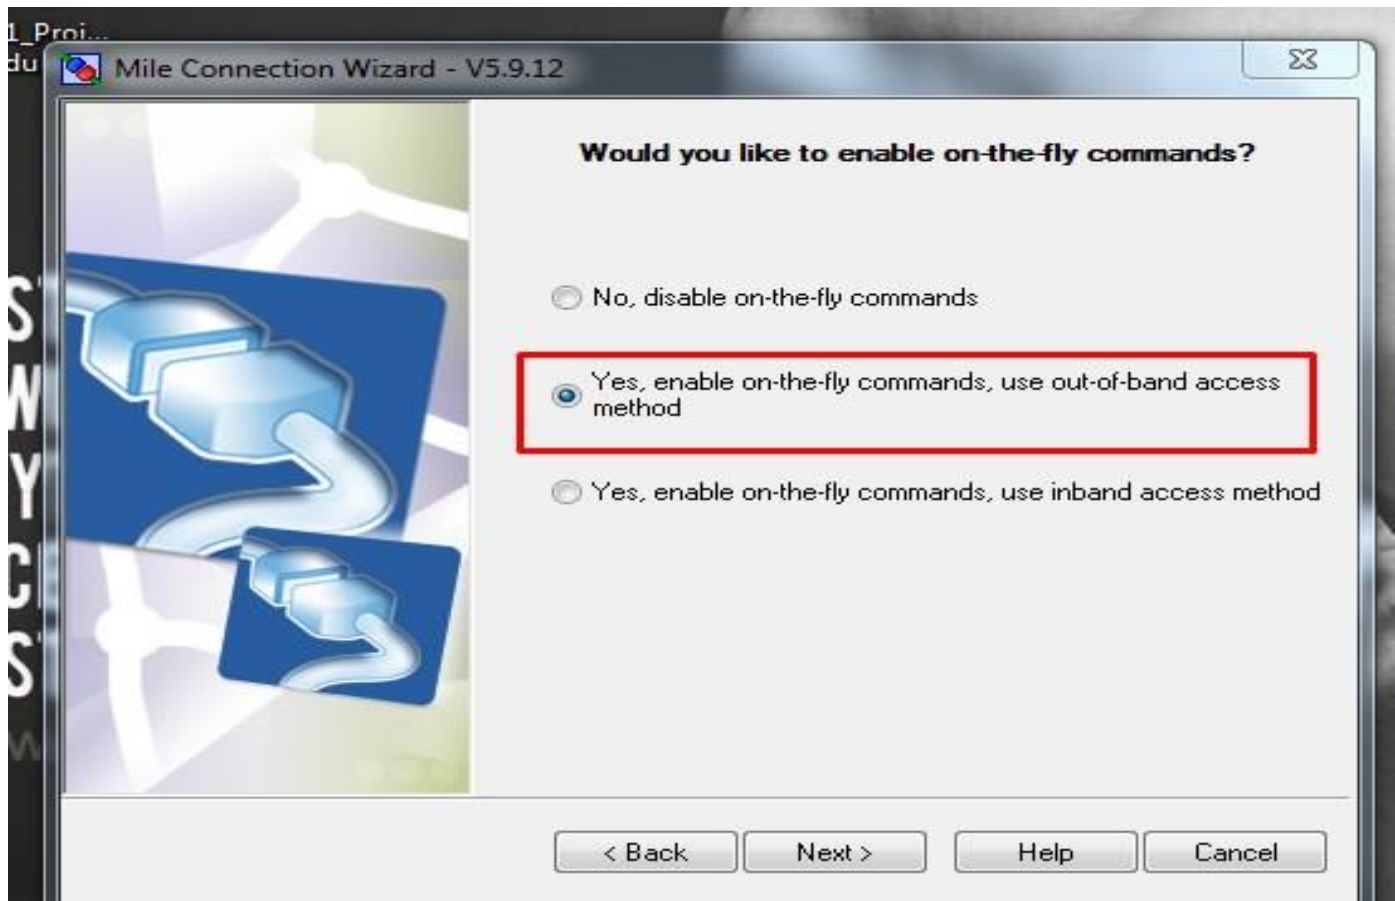 1_Proj...
du
Mile Connection Wizard - V5.9.12
Would you like to enable on-the-fly commands?
No, disable on-the-fly commands
Yes, enable on-the-fly commands, use out-of-band access
method
Yes, enable on-the-fly commands, use inband access method
S
W
Y
S
W
< Back
Next >
Help
Cancel